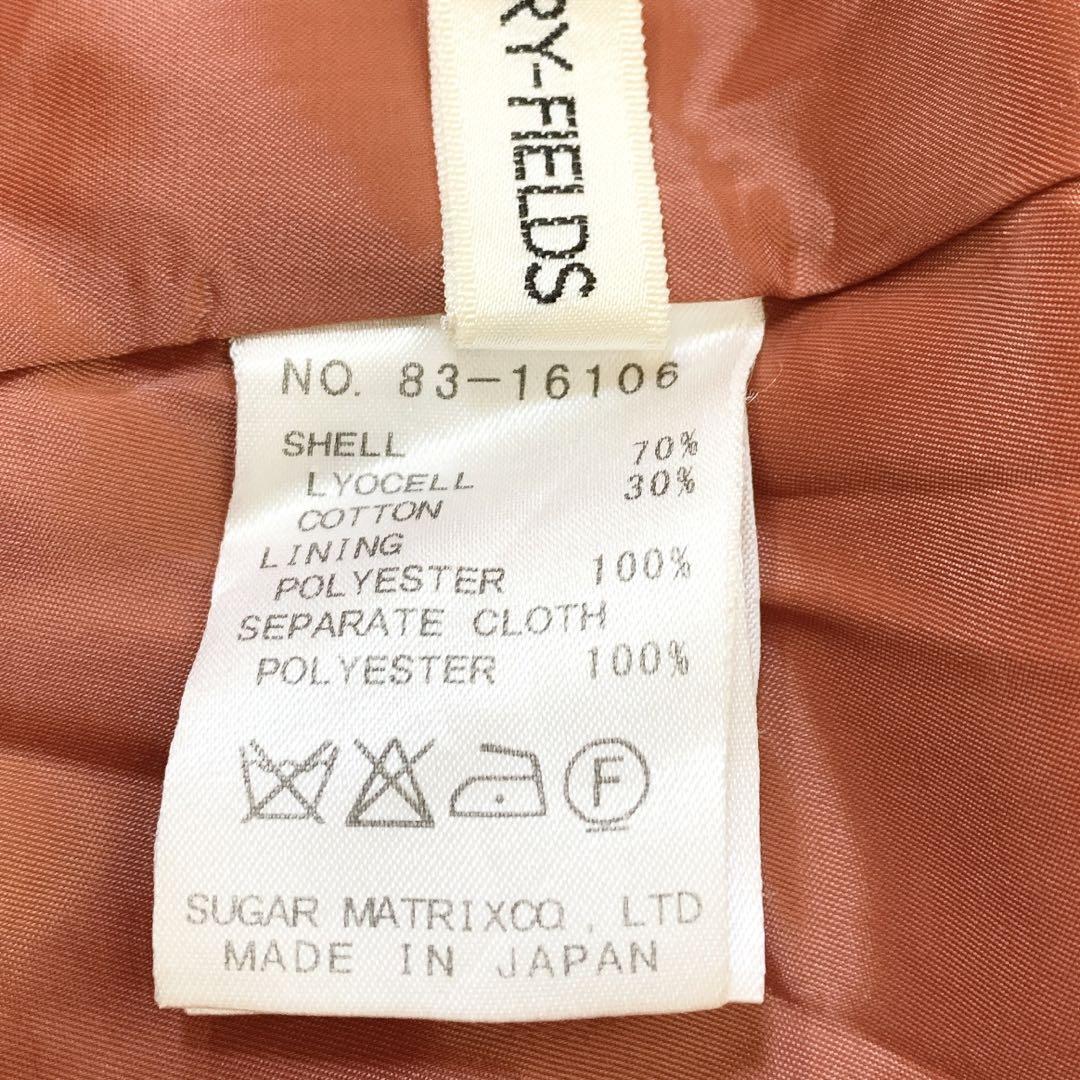 RY-FIELDS
NO. 83-16106
SHELL 70%
LYOCELL 30%
COTTON
LINING
POLYESTER 100%
SEPARATE CLOTH
POLYESTER 100%
F
SUGAR MATRIXCO., LTD
MADE IN JAPAN